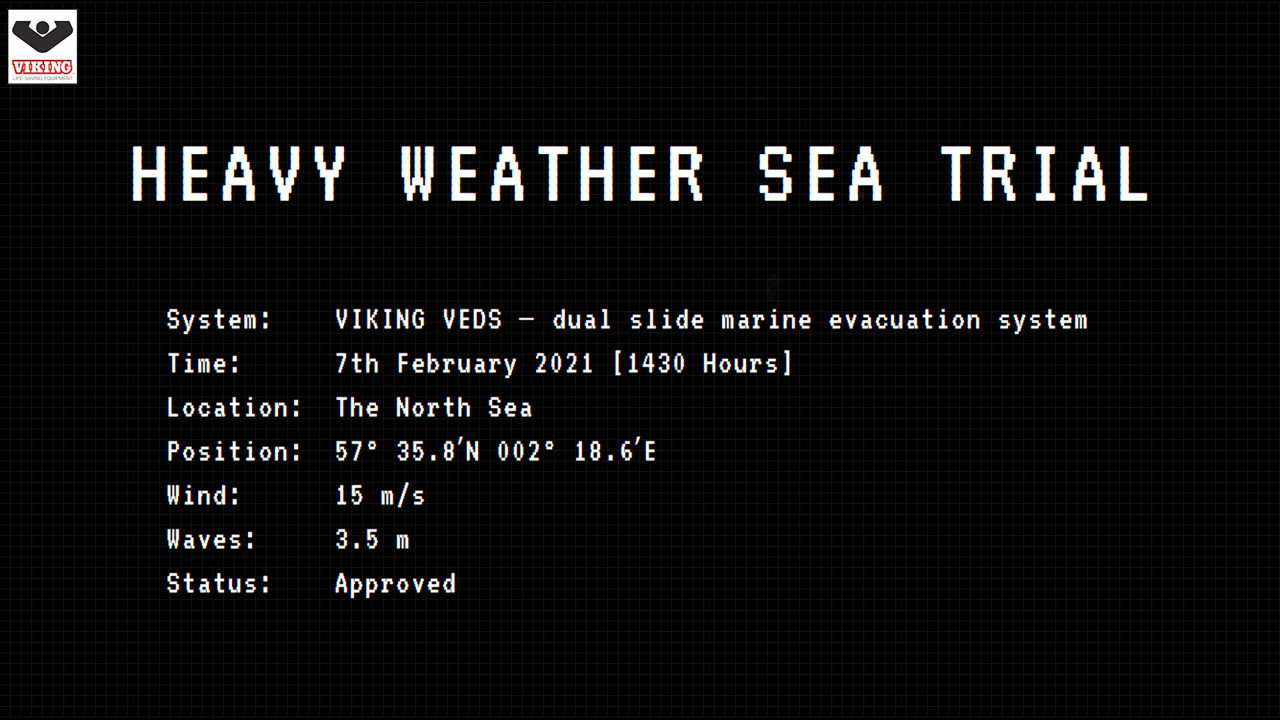 VIKING
LIFE-SAVING EQUIPMENT
HEAVY WEATHER SEA TRIAL
System: VIKING VEDS – dual slide marine evacuation system
Time: 7th February 2021 [1430 Hours]
Location: The North Sea
Position: 57° 35.8′N 002° 18.6′E
Wind: 15 m/s
Waves: 3.5 m
Status: Approved